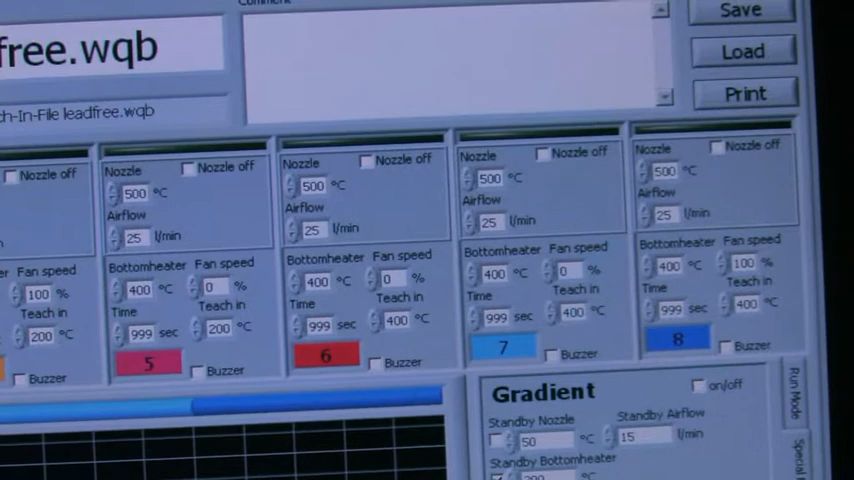 Comment
Save
free.wqb
Load
ch-In-File leadfree.wqb
Print
Nozzle off
Fan speed
100 %
Teach in
200 °C
Buzzer
Nozzle
Nozzle off
500 °C
Airflow
25 l/min
Bottomheater Fan speed
400 °C 0 %
Time Teach in
999 sec 200 °C
5 Buzzer
Nozzle
Nozzle off
500 °C
Airflow
25 l/min
Bottomheater Fan speed
400 °C 0 %
Time Teach in
999 sec 400 °C
6 Buzzer
Nozzle
Nozzle off
500 °C
Airflow
25 l/min
Bottomheater Fan speed
400 °C 0 %
Time Teach in
999 sec 400 °C
7 Buzzer
Nozzle
Nozzle off
500 °C
Airflow
25 l/min
Bottomheater Fan speed
400 °C 100 %
Time Teach in
999 sec 400 °C
8 Buzzer
Gradient on/off
Standby Nozzle Standby Airflow
50 °C 15 l/min
Standby Bottomheater
Run Mode
Special